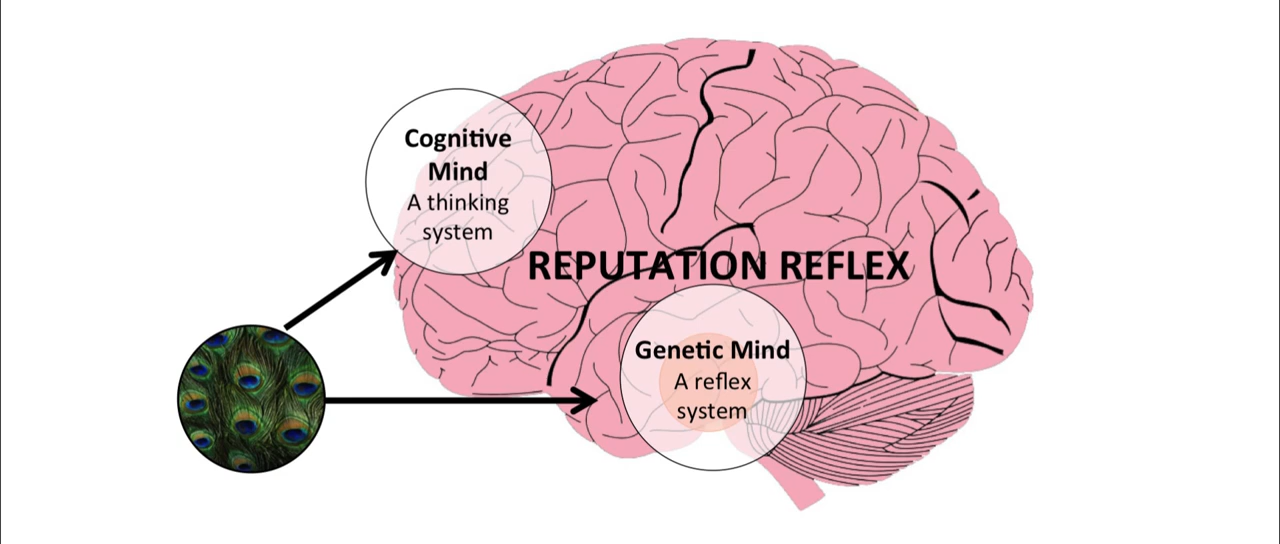 Cognitive
Mind
A thinking
system
REPUTATION REFLEX
Genetic Mind
A reflex
system